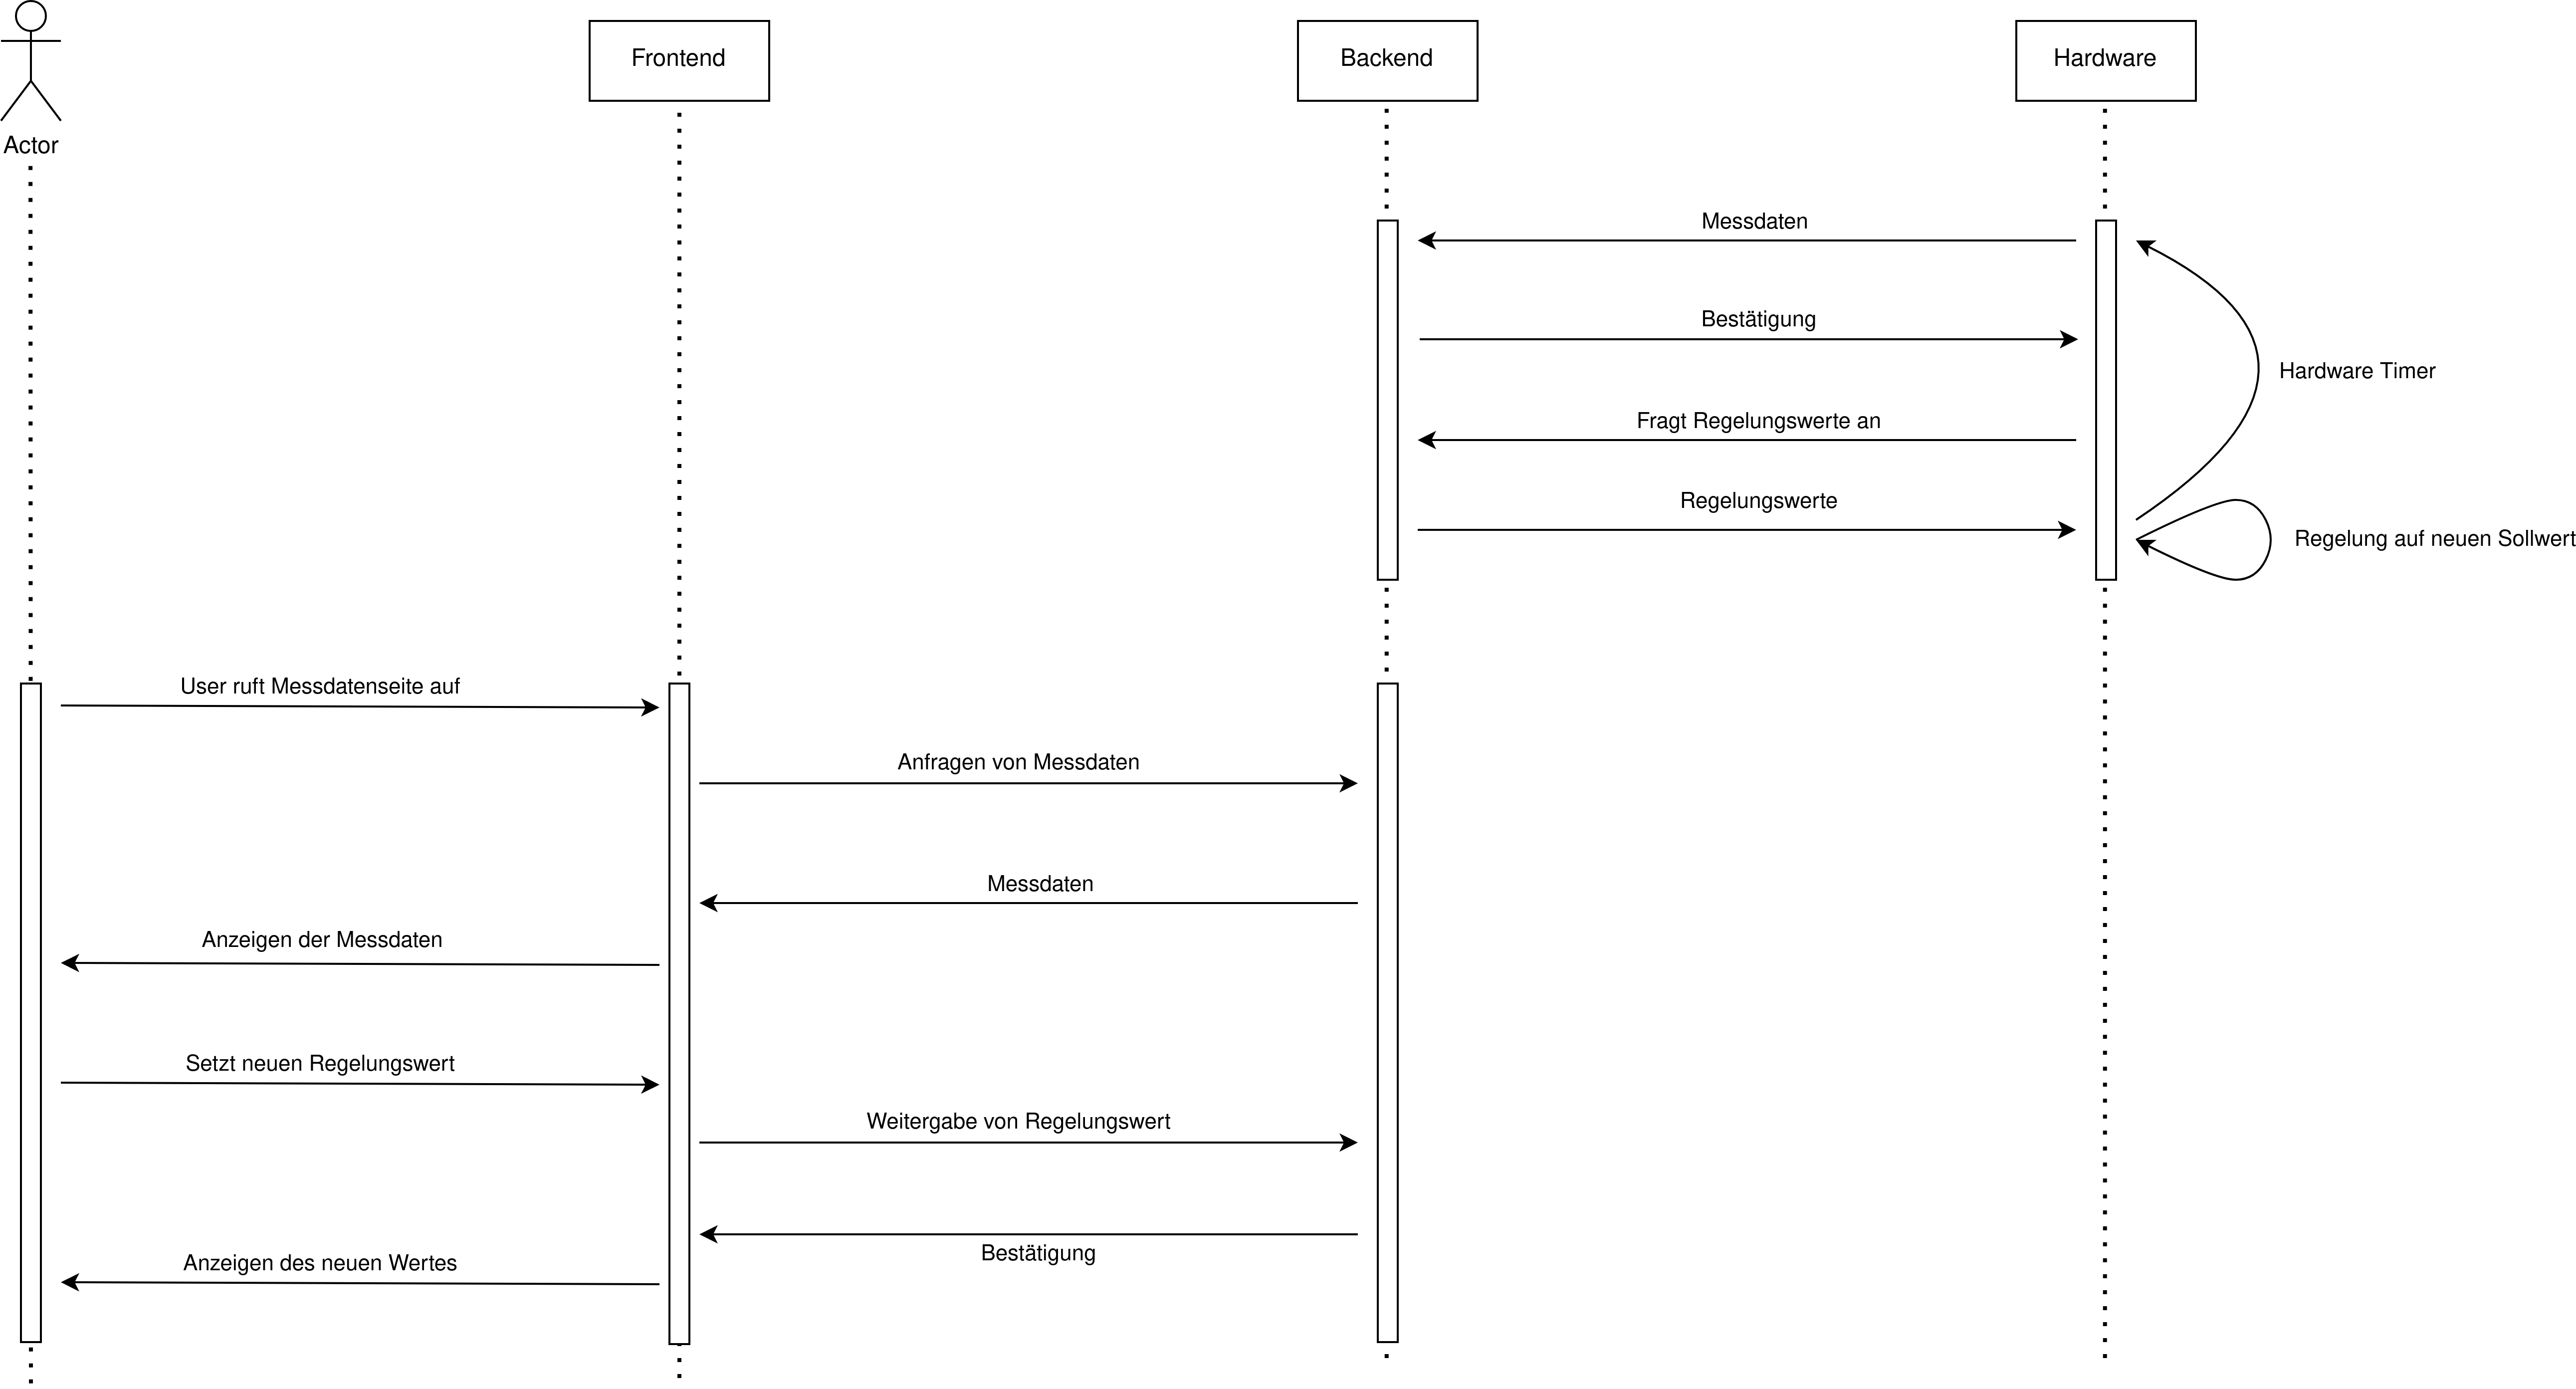 Actor
Frontend
Backend
Hardware
Messdaten
Bestätigung
Hardware Timer
Fragt Regelungswerte an
Regelungswerte
Regelung auf neuen Sollwert
User ruft Messdatenseite auf
Anfragen von Messdaten
Messdaten
Anzeigen der Messdaten
Setzt neuen Regelungswert
Weitergabe von Regelungswert
Bestätigung
Anzeigen des neuen Wertes